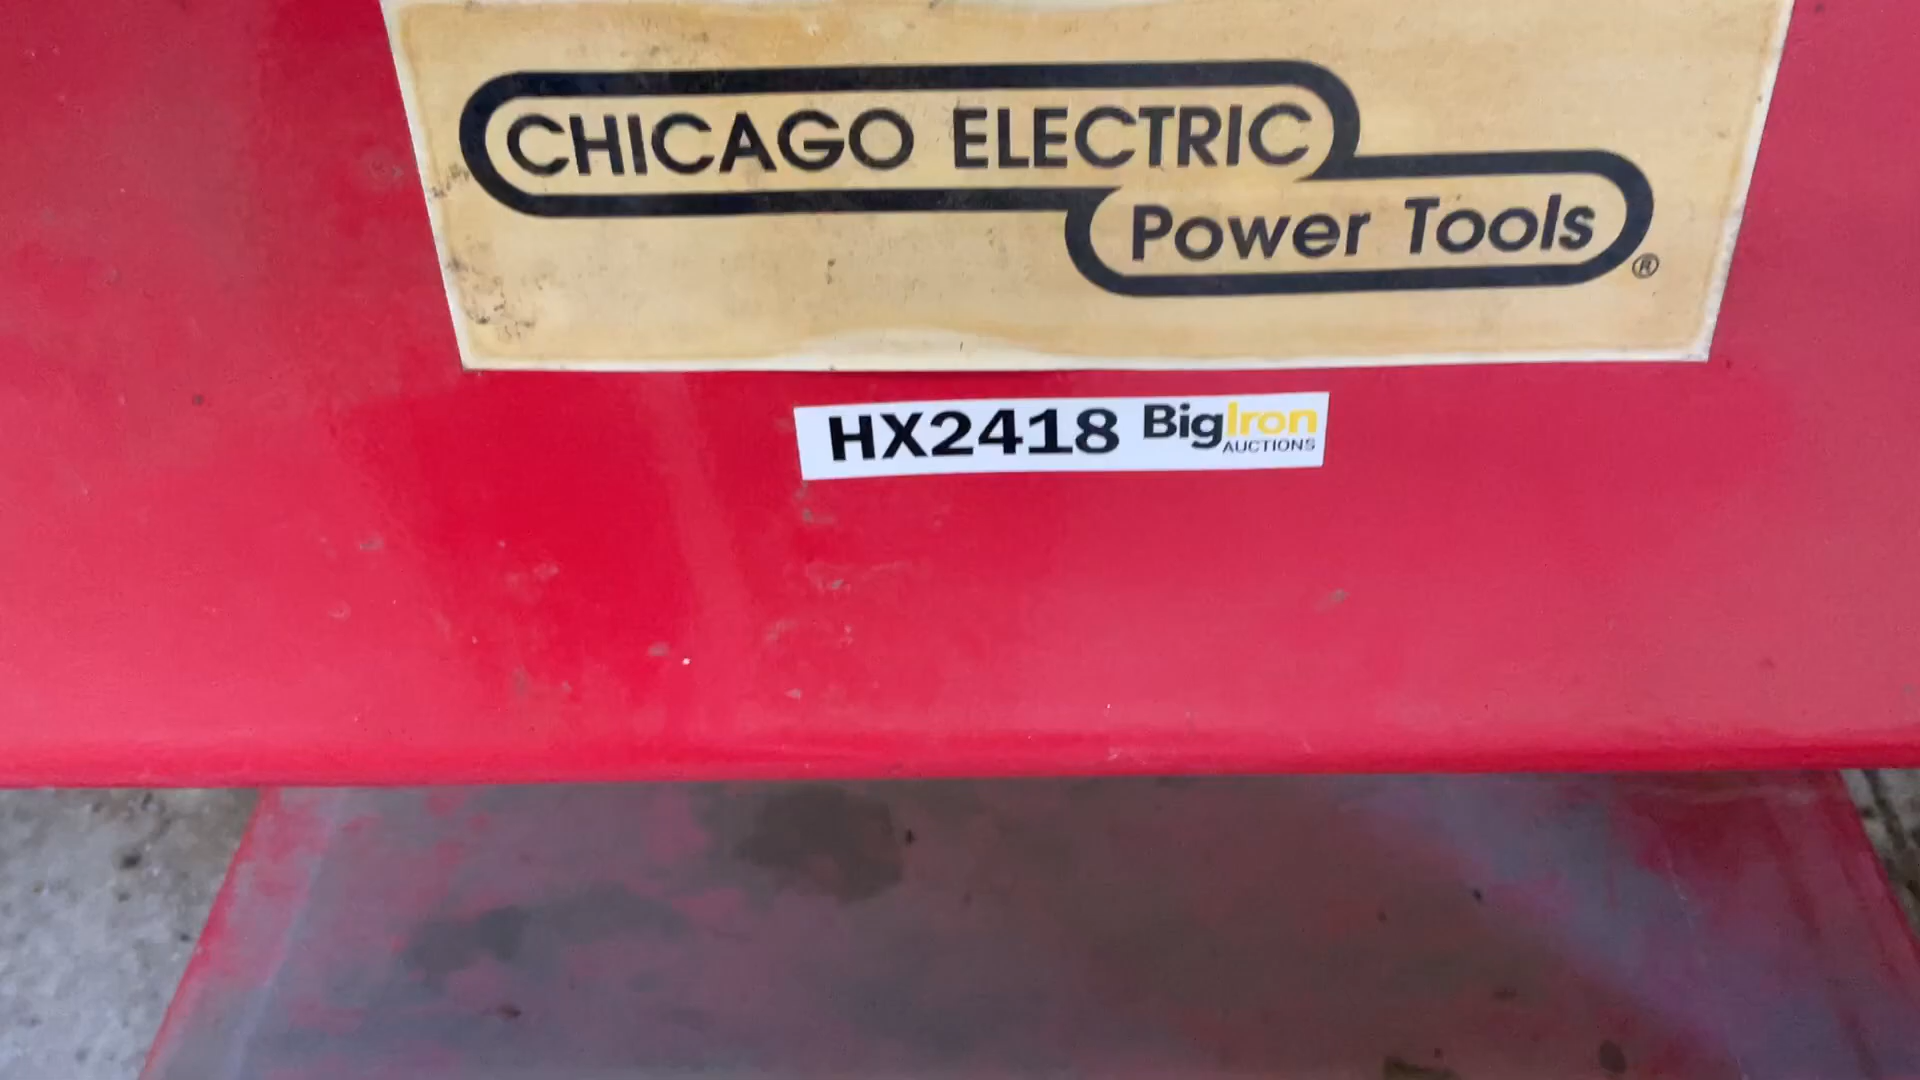 CHICAGO ELECTRIC
Power Tools
®
HX2418 BigIron
AUCTIONS